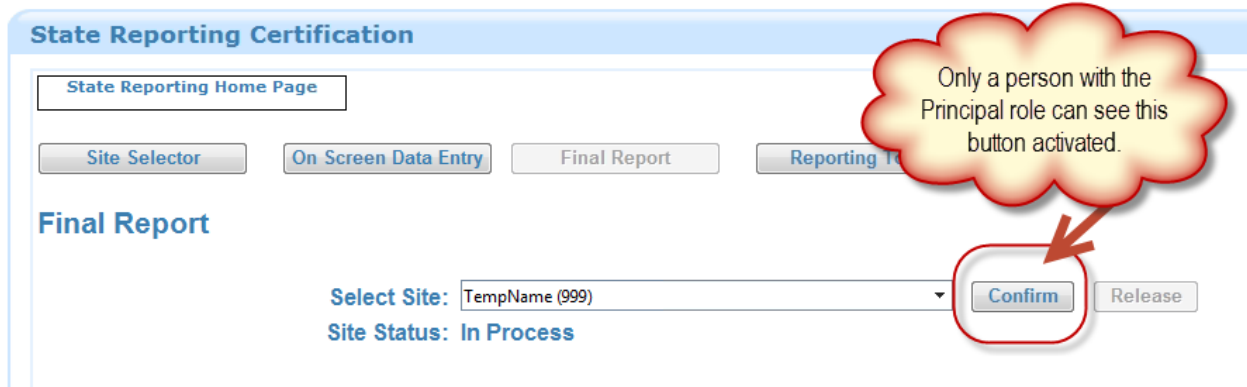 State Reporting Certification
Only a person with the
Principal role can see this
button activated.
State Reporting Home Page
Site Selector On Screen Data Entry Final Report Reporting
Final Report
Select Site: TempName (999) Confirm Release
Site Status: In Process